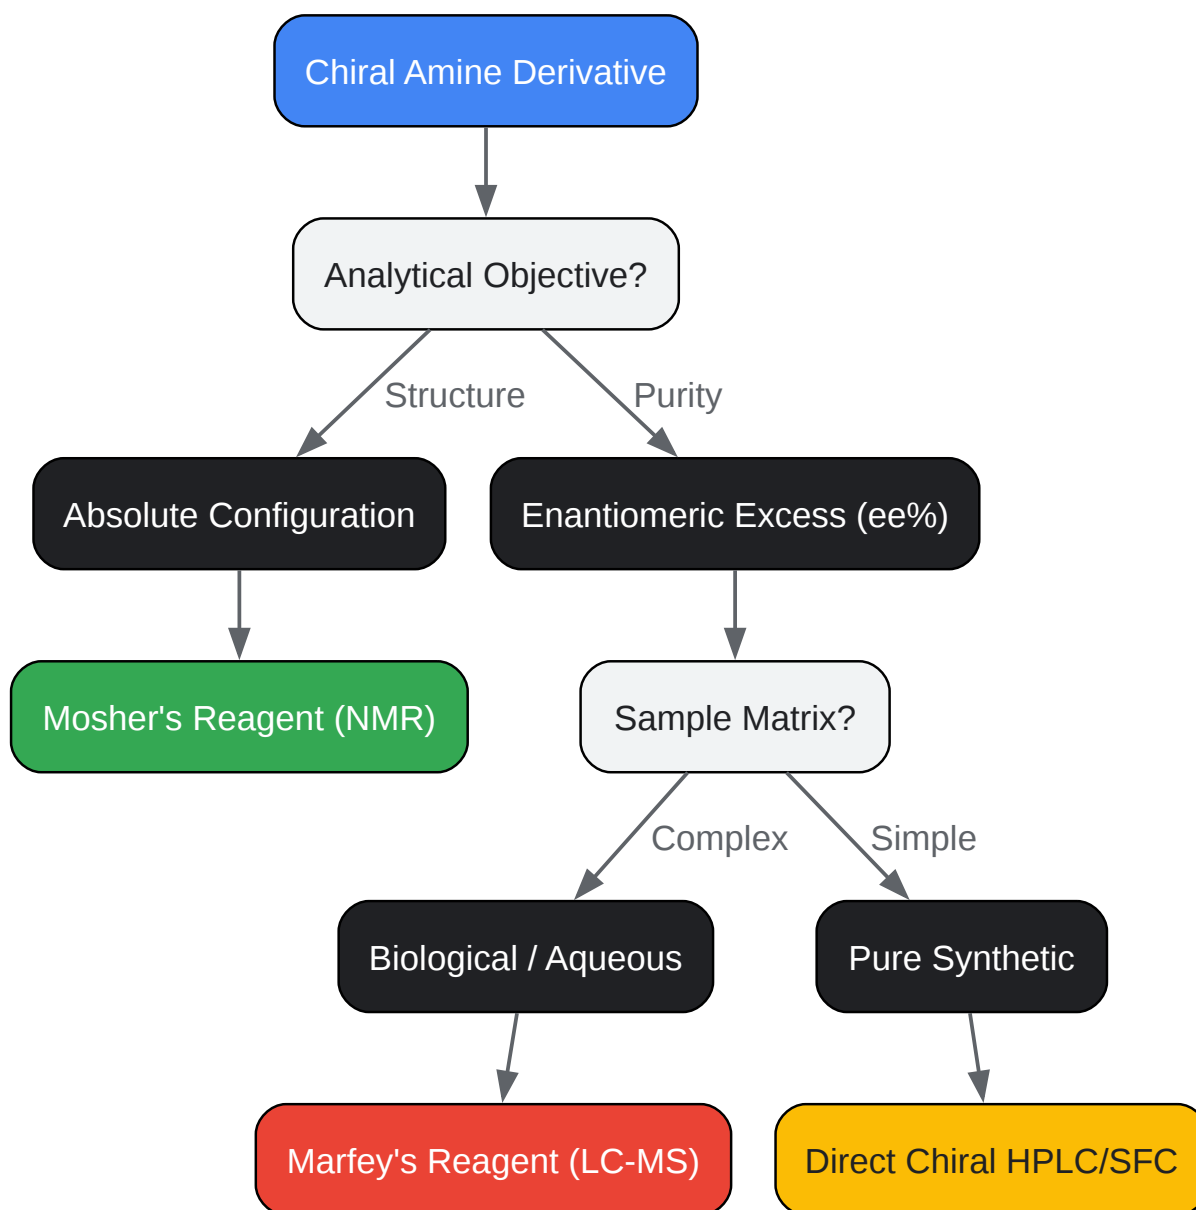 Chiral Amine Derivative
Analytical Objective?
Structure
Purity
Absolute Configuration
Enantiomeric Excess (ee%)
Mosher's Reagent (NMR)
Sample Matrix?
Complex
Simple
Biological / Aqueous
Pure Synthetic
Marfey's Reagent (LC-MS)
Direct Chiral HPLC/SFC